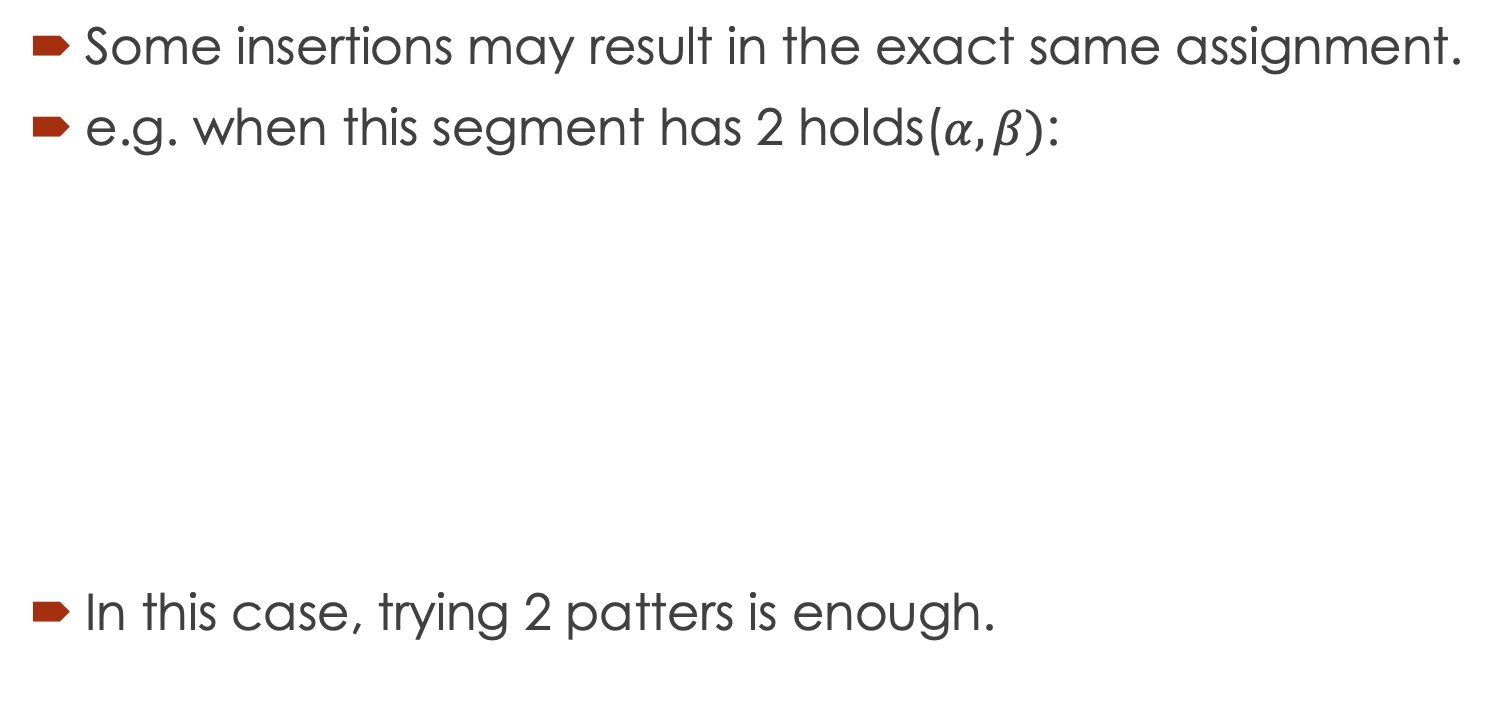 Some insertions may result in the exact same assignment.
e.g. when this segment has 2 holds(α, β):
In this case, trying 2 patters is enough.